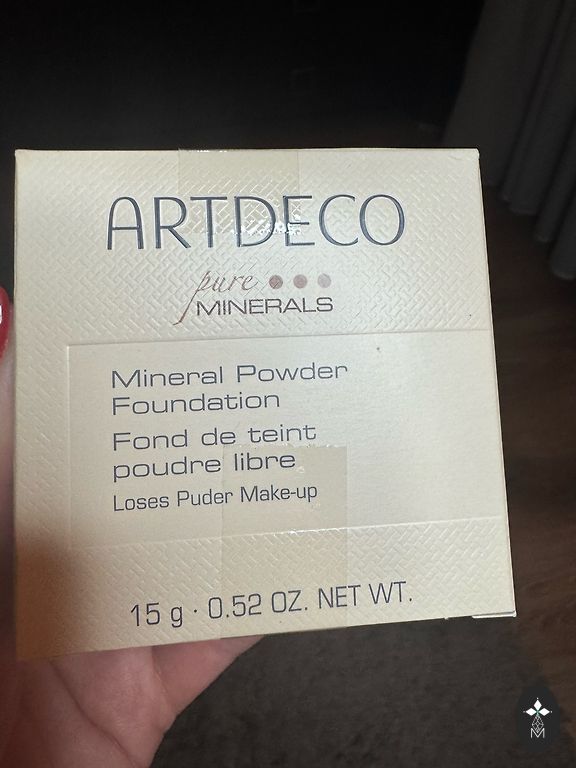 ARTDECO
pure
MINERALS
Mineral Powder
Foundation
Fond de teint
poudre libre
Loses Puder Make-up
15 g · 0.52 OZ. NET WT.
M